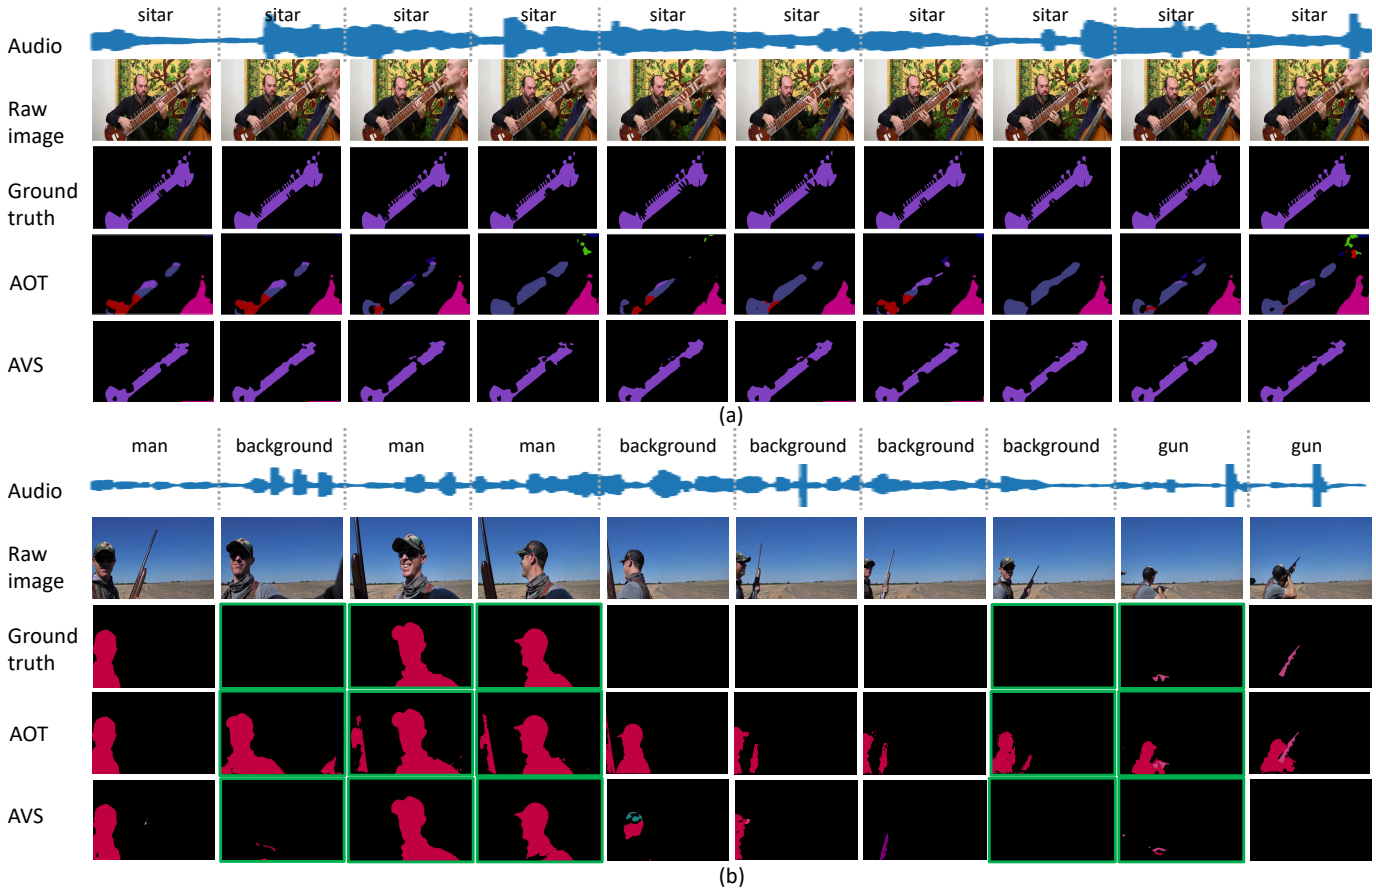 sitar sitar sitar sitar sitar sitar sitar sitar sitar sitar
Audio
Raw
image
Ground
truth
AOT
AVS
(a)
man background man man background background background background gun gun
Audio
Raw
image
Ground
truth
AOT
AVS
(b)